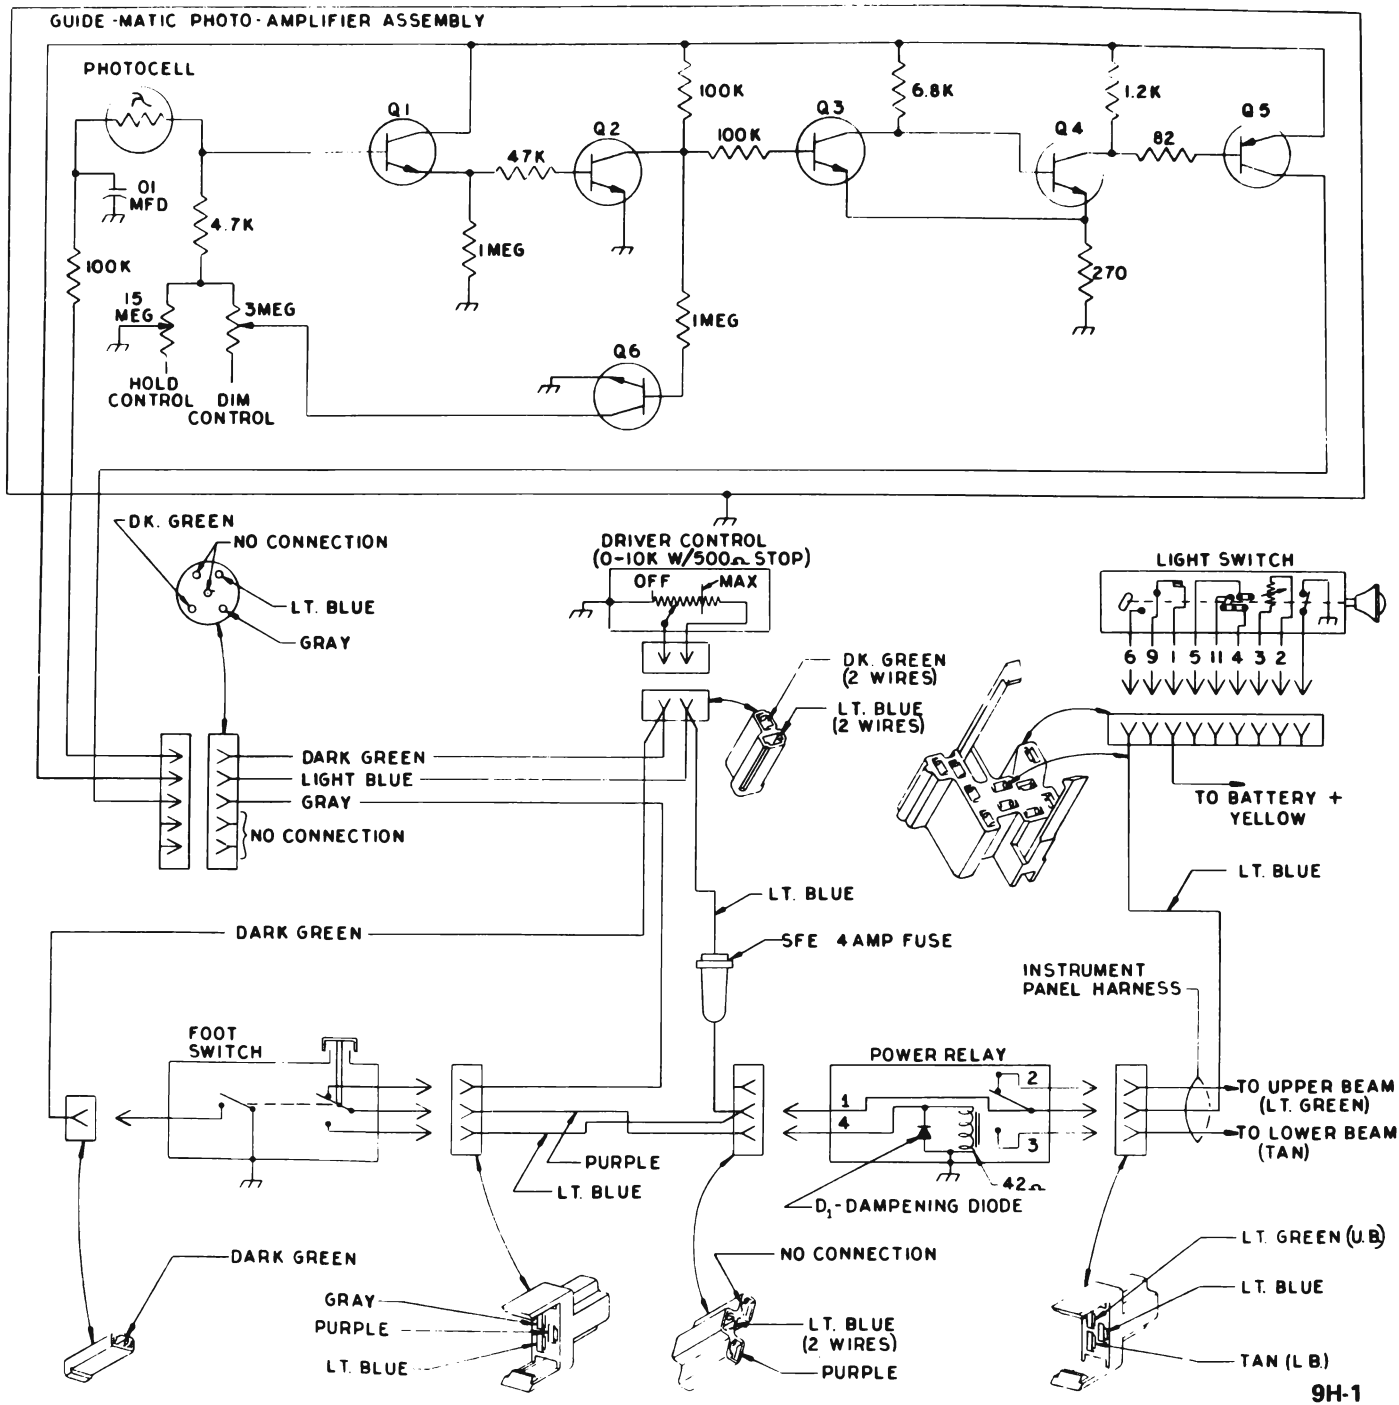 GUIDE-MATIC PHOTO-AMPLIFIER ASSEMBLY
PHOTOCELL
λ
Q1
Q2
Q3
Q4
Q5
100K
6.8K
1.2K
100K
82
47K
01
MFD
4.7K
1MEG
270
100K
15
MEG
3MEG
1MEG
Q6
HOLD
CONTROL
DIM
CONTROL
DK. GREEN
NO CONNECTION
LT. BLUE
GRAY
DRIVER CONTROL
(0-10K W/500Ω STOP)
OFF
MAX
LIGHT SWITCH
6 9 1 5 11 4 3 2
DK. GREEN
(2 WIRES)
LT. BLUE
(2 WIRES)
DARK GREEN
LIGHT BLUE
GRAY
NO CONNECTION
TO BATTERY +
YELLOW
LT. BLUE
LT. BLUE
DARK GREEN
SFE 4 AMP FUSE
INSTRUMENT
PANEL HARNESS
FOOT
SWITCH
POWER RELAY
1
4
2
3
42Ω
D1-DAMPENING DIODE
TO UPPER BEAM
(LT. GREEN)
TO LOWER BEAM
(TAN)
PURPLE
LT. BLUE
DARK GREEN
GRAY
PURPLE
LT. BLUE
NO CONNECTION
LT. BLUE
(2 WIRES)
PURPLE
LT. GREEN (U.B.)
LT. BLUE
TAN (L.B.)
9H-1